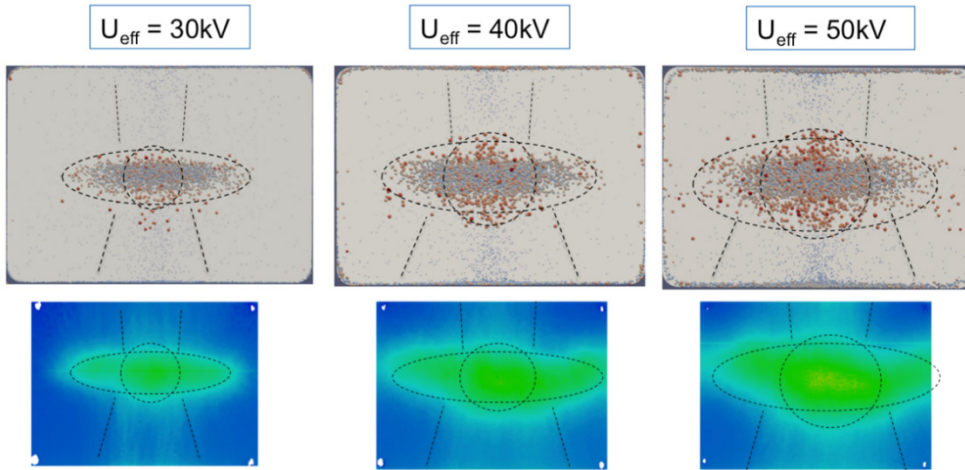 U_eff = 30kV
U_eff = 40kV
U_eff = 50kV